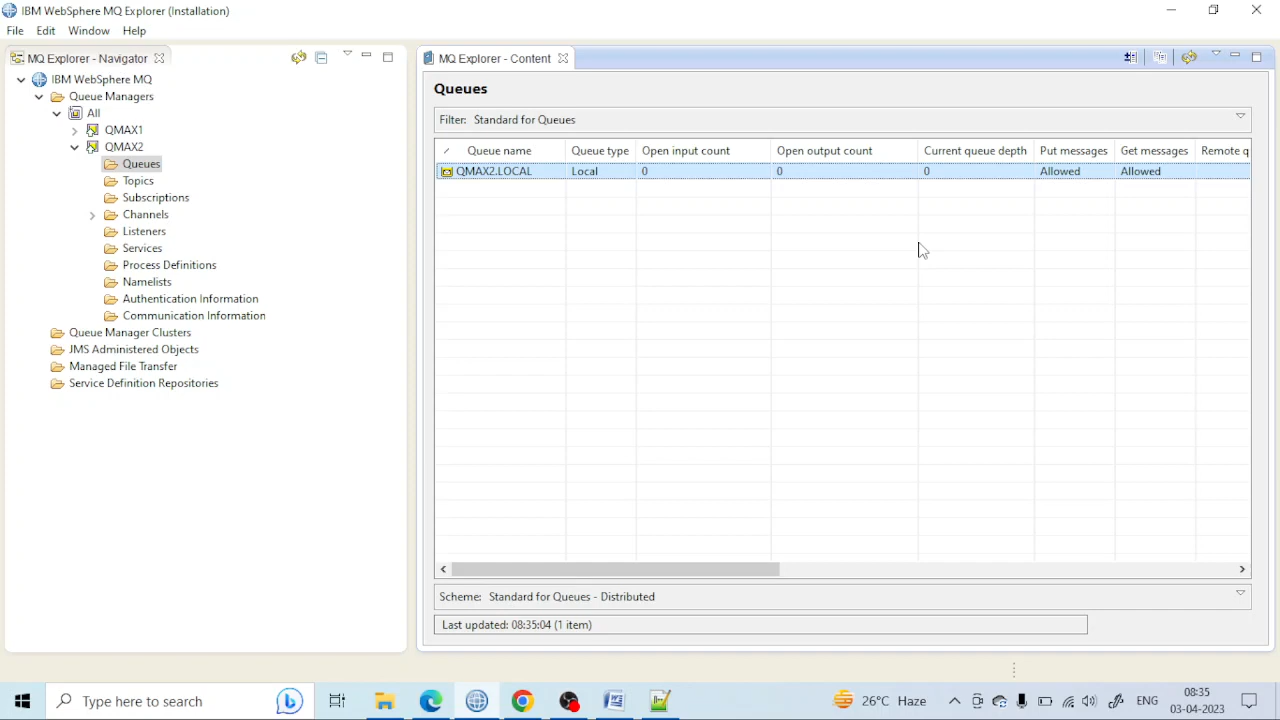 IBM WebSphere MQ Explorer (Installation)
File Edit Window Help
MQ Explorer - Navigator
IBM WebSphere MQ
Queue Managers
All
QMAX1
QMAX2
Queues
Topics
Subscriptions
Channels
Listeners
Services
Process Definitions
Namelists
Authentication Information
Communication Information
Queue Manager Clusters
JMS Administered Objects
Managed File Transfer
Service Definition Repositories
MQ Explorer - Content
Queues
Filter: Standard for Queues
Queue name Queue type Open input count Open output count Current queue depth Put messages Get messages Remote q
QMAX2.LOCAL Local 0 0 0 Allowed Allowed
Scheme: Standard for Queues - Distributed
Last updated: 08:35:04 (1 item)
Type here to search
26°C Haze
ENG
08:35
03-04-2023